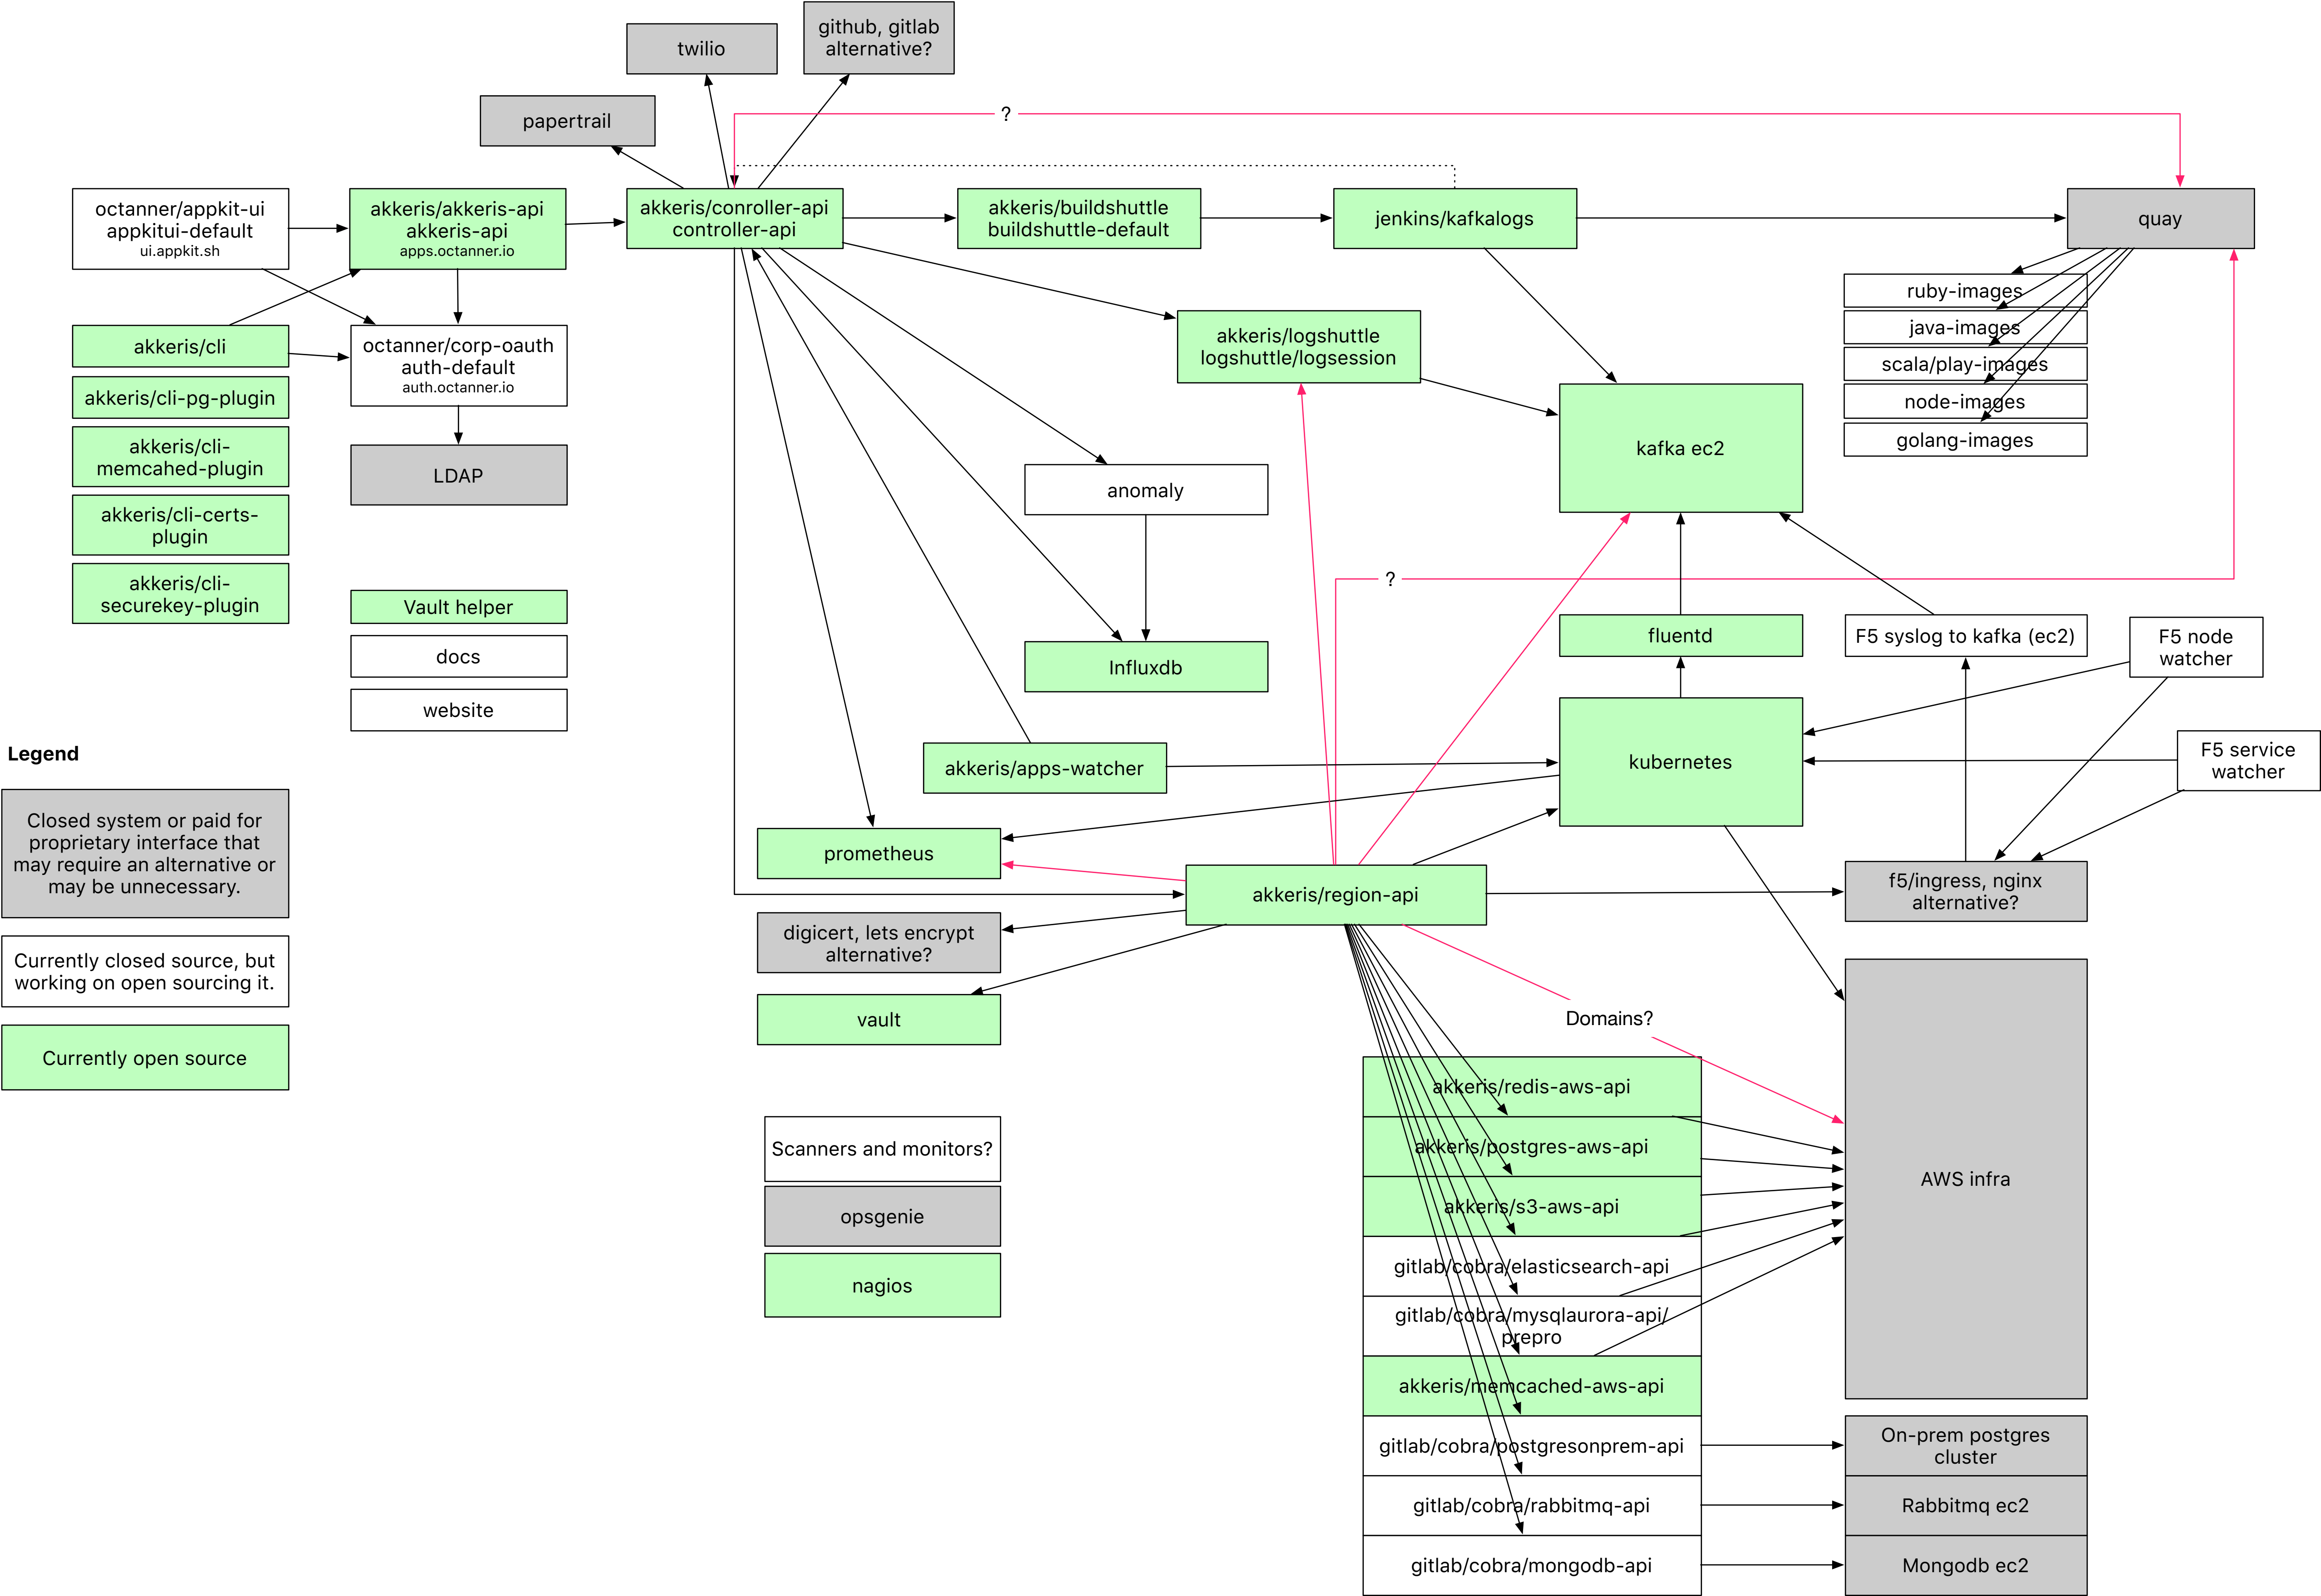 github, gitlab
alternative?
twilio
papertrail
?
octanner/appkit-ui
appkitui-default
ui.appkit.sh
akkeris/akkeris-api
akkeris-api
apps.octanner.io
akkeris/conroller-api
controller-api
akkeris/buildshuttle
buildshuttle-default
jenkins/kafkalogs
quay
ruby-images
java-images
scala/play-images
node-images
golang-images
akkeris/cli
octanner/corp-oauth
auth-default
auth.octanner.io
akkeris/logshuttle
logshuttle/logsession
akkeris/cli-pg-plugin
akkeris/cli-
memcahed-plugin
LDAP
kafka ec2
anomaly
akkeris/cli-certs-
plugin
akkeris/cli-
securekey-plugin
?
Vault helper
docs
website
fluentd
F5 syslog to kafka (ec2)
F5 node
watcher
Influxdb
Legend
akkeris/apps-watcher
kubernetes
F5 service
watcher
Closed system or paid for
proprietary interface that
may require an alternative or
may be unnecessary.
prometheus
akkeris/region-api
f5/ingress, nginx
alternative?
digicert, lets encrypt
alternative?
Currently closed source, but
working on open sourcing it.
vault
Domains?
Currently open source
akkeris/redis-aws-api
akkeris/postgres-aws-api
akkeris/s3-aws-api
gitlab/cobra/elasticsearch-api
gitlab/cobra/mysqlaurora-api/
prepro
akkeris/memcached-aws-api
gitlab/cobra/postgresonprem-api
gitlab/cobra/rabbitmq-api
gitlab/cobra/mongodb-api
AWS infra
On-prem postgres
cluster
Rabbitmq ec2
Mongodb ec2
Scanners and monitors?
opsgenie
nagios